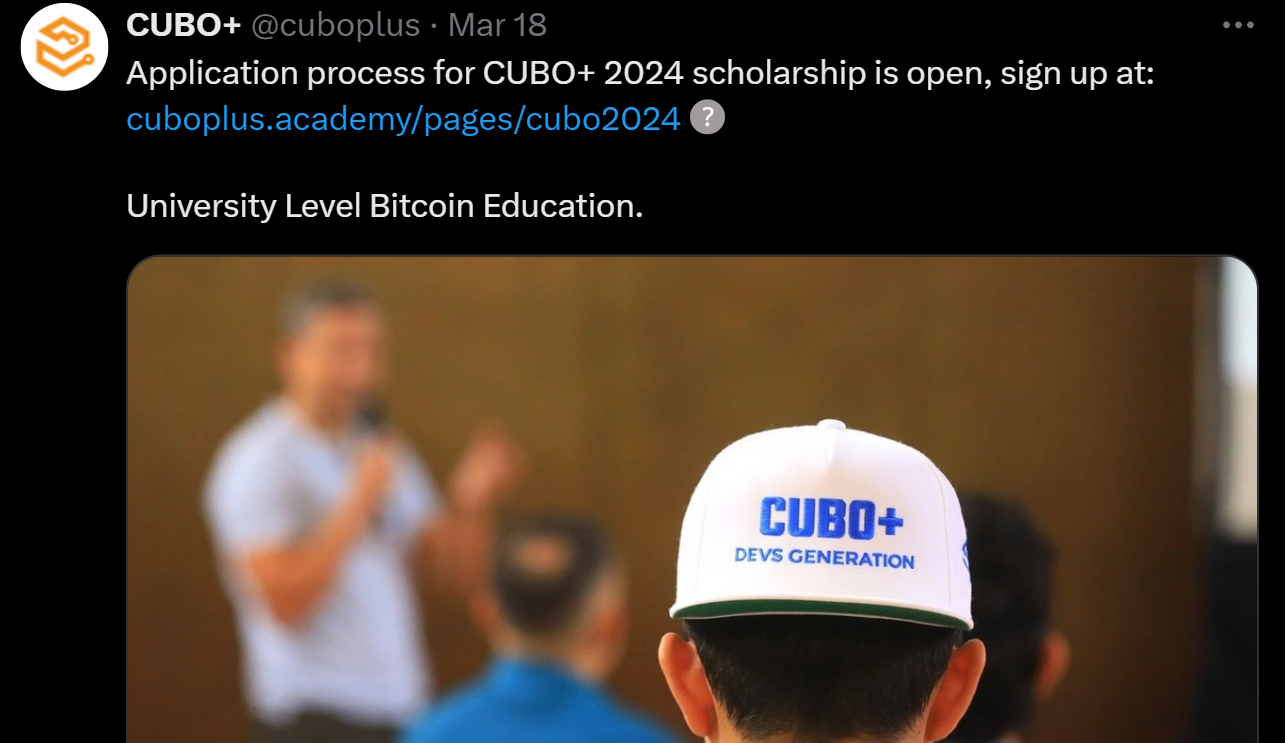 CUBO+ @cuboplus · Mar 18
Application process for CUBO+ 2024 scholarship is open, sign up at:
cuboplus.academy/pages/cubo2024 ?
University Level Bitcoin Education.
CUBO+
DEVS GENERATION